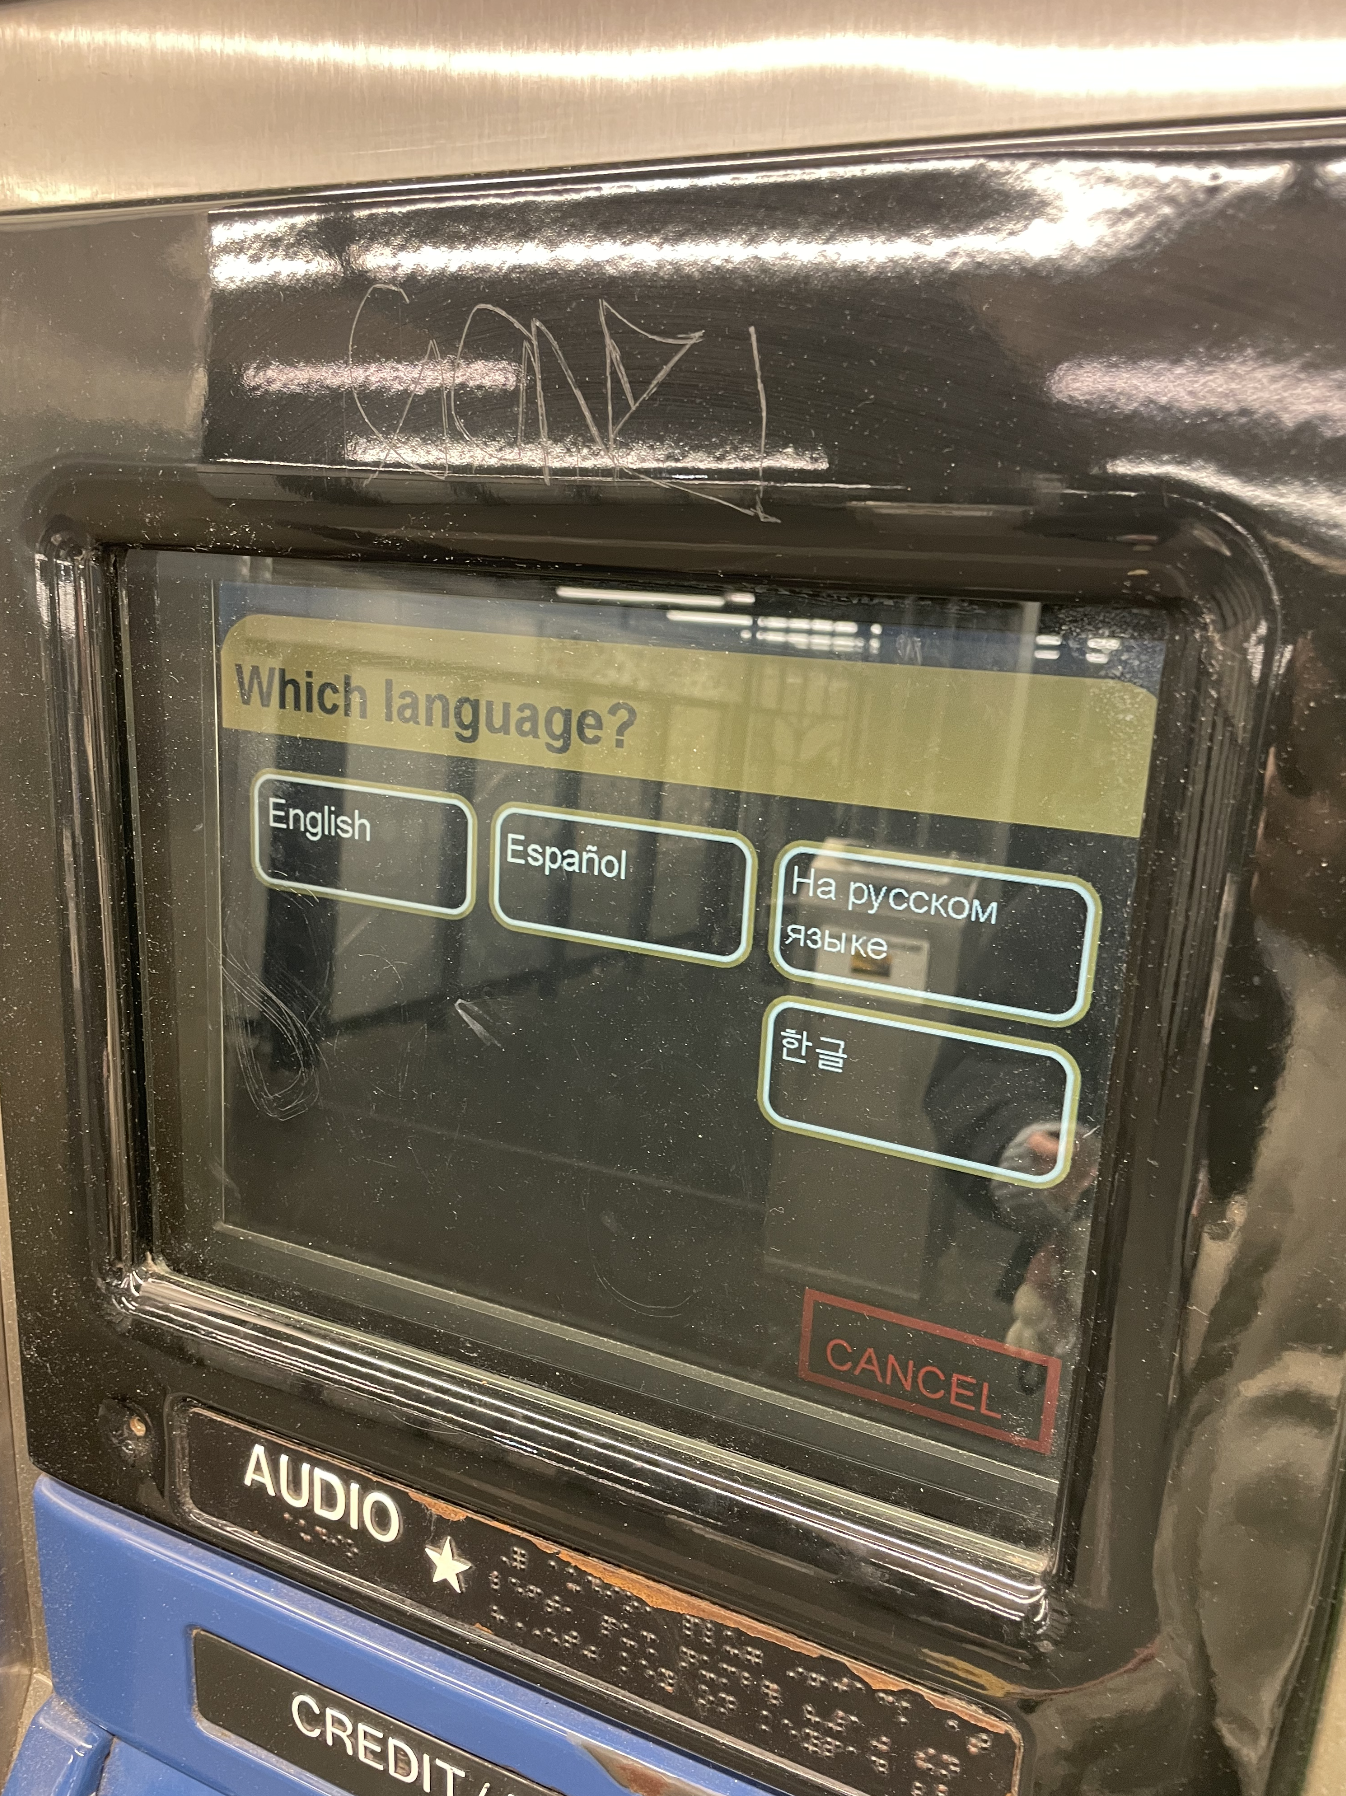 Which language?
English
Español
На русском
языке
한글
CANCEL
AUDIO
CREDIT /